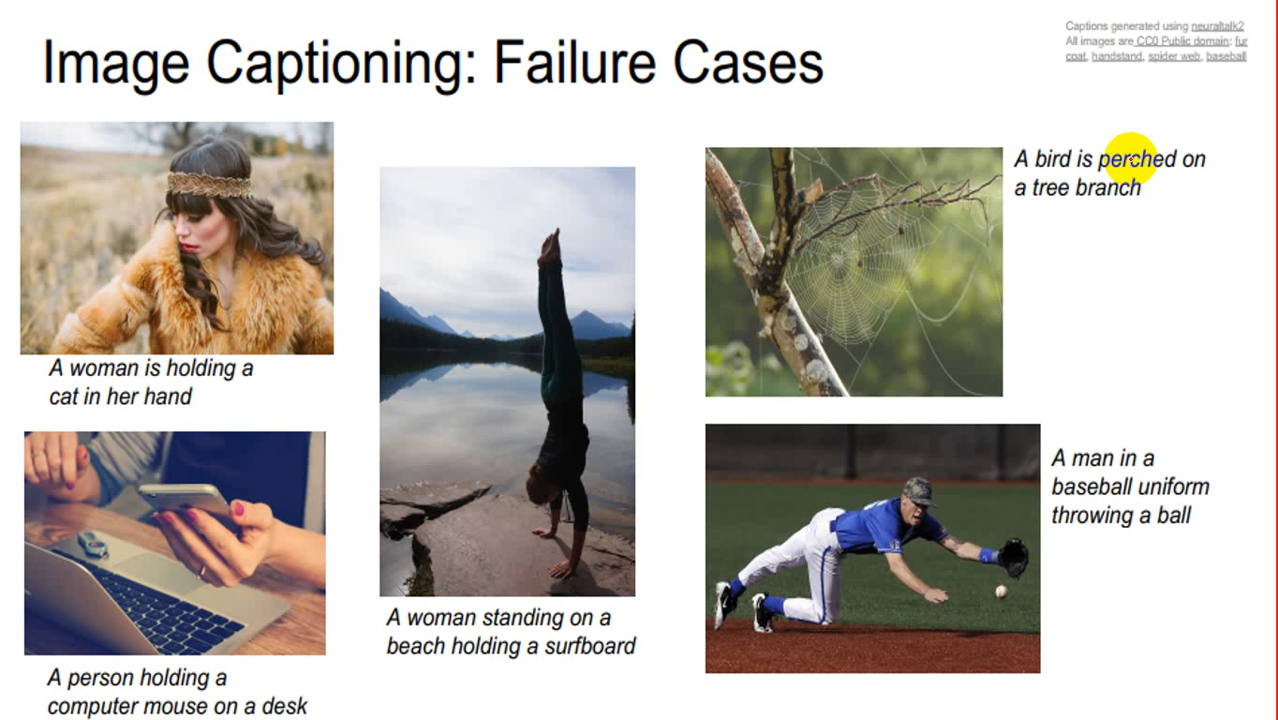 Image Captioning: Failure Cases
Captions generated using neuraltalk2
All images are CC0 Public domain: fur
coat, handstand, spider web, baseball
A woman is holding a
cat in her hand
A person holding a
computer mouse on a desk
A woman standing on a
beach holding a surfboard
A bird is perched on
a tree branch
A man in a
baseball uniform
throwing a ball